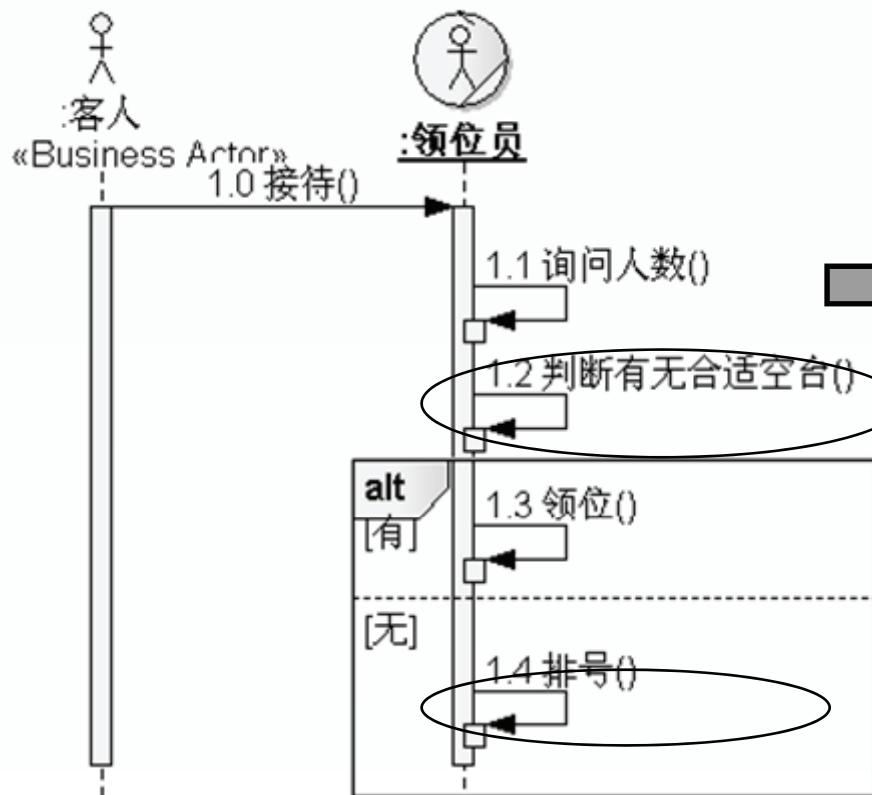 :客人
«Business Actor»
:领位员
1.0 接待()
1.1 询问人数()
1.2 判断有无合适空台()
alt
[有]
1.3 领位()
[无]
1.4 排号()